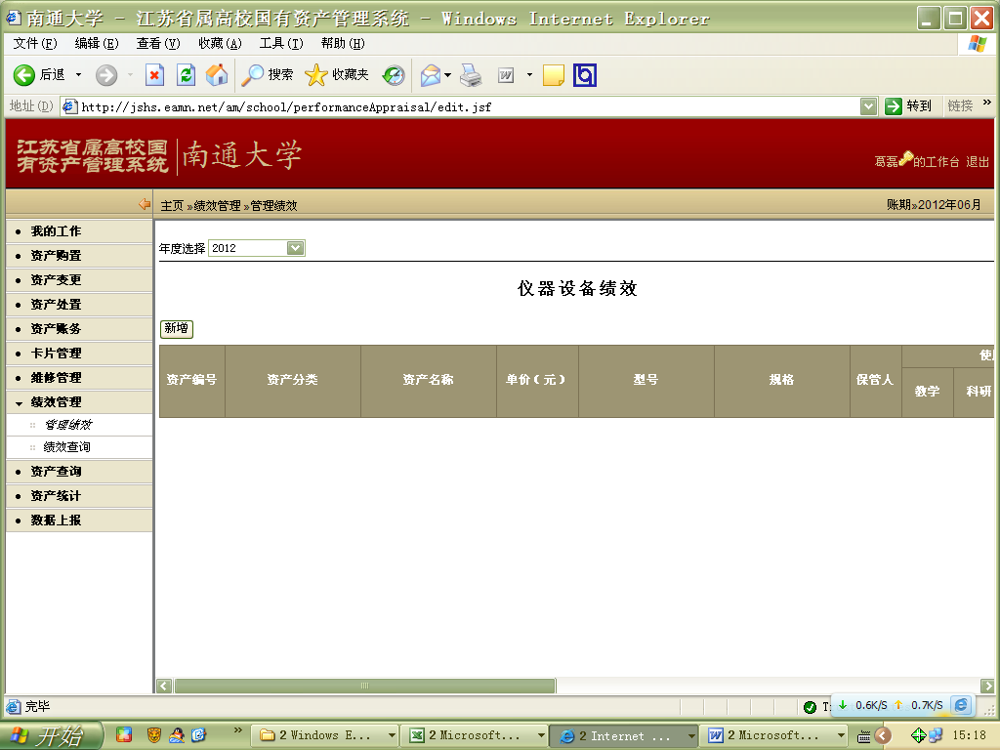 南通大学 - 江苏省属高校国有资产管理系统 - Windows Internet Explorer
文件(F) 编辑(E) 查看(V) 收藏(A) 工具(T) 帮助(H)
后退 搜索 收藏夹
地址(D) http://jshs.eamn.net/am/school/performanceAppraisal/edit.jsf 转到 链接 »
江苏省属高校国
有资产管理系统
南通大学
葛磊的工作台 退出
主页»绩效管理»管理绩效 账期»2012年06月
我的工作
资产购置
资产变更
资产处置
资产账务
卡片管理
维修管理
绩效管理
管理绩效
绩效查询
资产查询
资产统计
数据上报
年度选择 2012
仪器设备绩效
新增
资产编号 资产分类 资产名称 单价(元) 型号 规格 保管人 使
教学 科研
完毕 0.6K/S 0.7K/S
开始 » 2 Windows E... 2 Microsoft... 2 Internet ... 2 Microsoft... 15:18